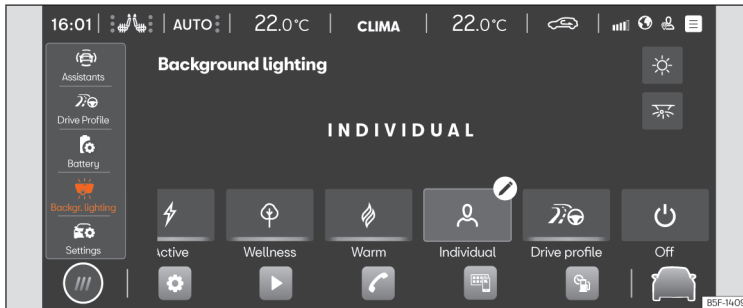 16:01 AUTO 22.0°C CLIMA 22.0°C
Background lighting
INDIVIDUAL
Assistants
Drive Profile
Battery
Backgr. lighting
Settings
Active Wellness Warm Individual Drive profile Off
B5F-1409